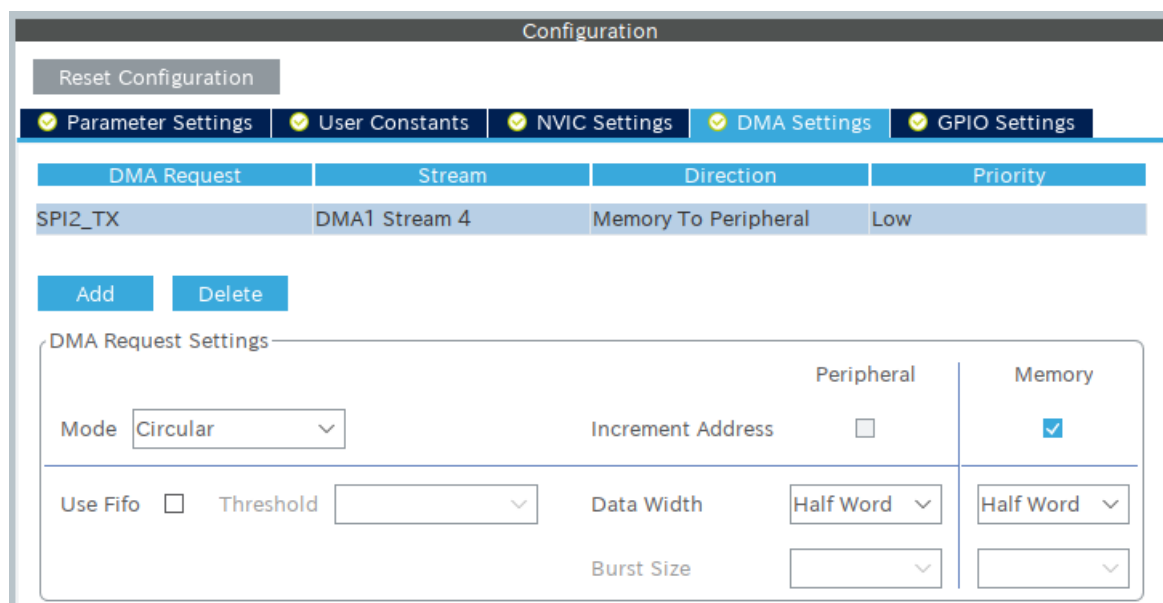 Configuration
Reset Configuration
Parameter Settings User Constants NVIC Settings DMA Settings GPIO Settings
DMA Request Stream Direction Priority
SPI2_TX DMA1 Stream 4 Memory To Peripheral Low
Add Delete
DMA Request Settings
Peripheral Memory
Mode Circular Increment Address
Use Fifo Threshold Data Width Half Word Half Word
Burst Size